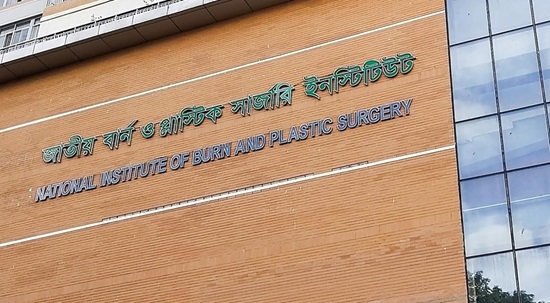 জাতীয় বার্ন ও প্লাস্টিক সার্জারি ইনস্টিটিউট
NATIONAL INSTITUTE OF BURN AND PLASTIC SURGERY